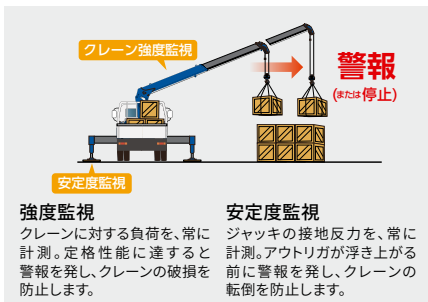 クレーン強度監視
警報
(または停止)
安定度監視
強度監視
クレーンに対する負荷を、常に
計測。定格性能に達すると
警報を発し、クレーンの破損を
防止します。
安定度監視
ジャッキの接地反力を、常に
計測。アウトリガが浮き上がる
前に警報を発し、クレーンの
転倒を防止します。